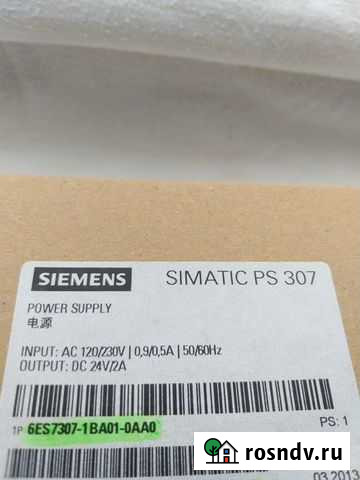 SIEMENS SIMATIC PS 307
POWER SUPPLY
电源
INPUT: AC 120/230V | 0,9/0,5A | 50/60Hz
OUTPUT: DC 24V/2A
1P 6ES7307-1BA01-0AA0 PS: 1
03.2013
rosndv.ru